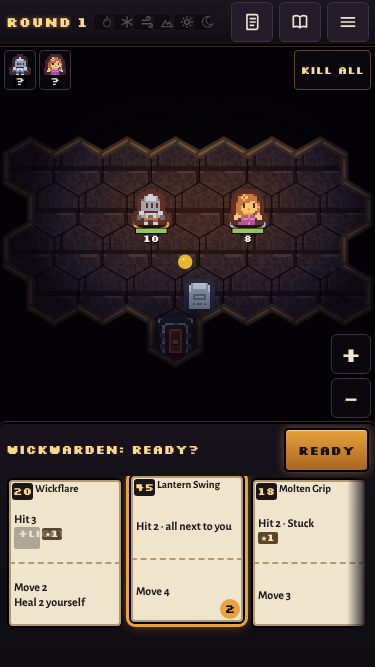 ROUND 1
?
?
KILL ALL
10
8
+
-
WICKWARDEN: READY?
READY
20 Wickflare
Hit 3
+LI ★1
Move 2
Heal 2 yourself
45 Lantern Swing
Hit 2 · all next to you
Move 4
2
18 Molten Grip
Hit 2 · Stuck
★1
Move 3